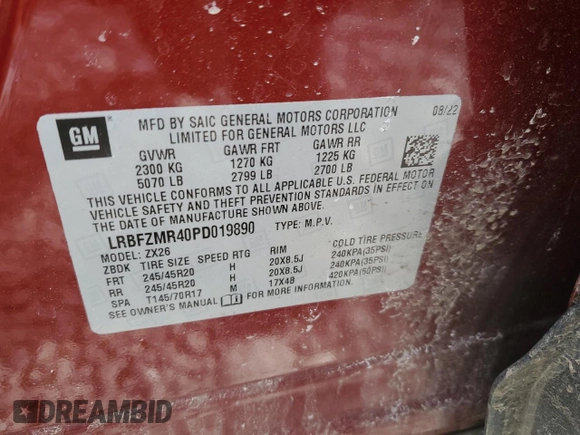 GM
MFD BY SAIC GENERAL MOTORS CORPORATION 08/22
LIMITED FOR GENERAL MOTORS LLC
GVWR GAWR FRT GAWR RR
2300 KG 1270 KG 1225 KG
5070 LB 2799 LB 2700 LB
THIS VEHICLE CONFORMS TO ALL APPLICABLE U.S. FEDERAL MOTOR
VEHICLE SAFETY AND THEFT PREVENTION STANDARDS IN EFFECT ON
THE DATE OF MANUFACTURE SHOWN ABOVE.
LRBFZMR40PD019890 TYPE: M.P.V.
MODEL: ZX26
ZBDK TIRE SIZE SPEED RTG RIM COLD TIRE PRESSURE
FRT 245/45R20 H 20X8.5J 240KPA(35PSI)
RR 245/45R20 H 20X8.5J 240KPA(35PSI)
SPA T145/70R17 M 17X4B 420KPA(60PSI)
SEE OWNER'S MANUAL FOR MORE INFORMATION.
DREAMBID